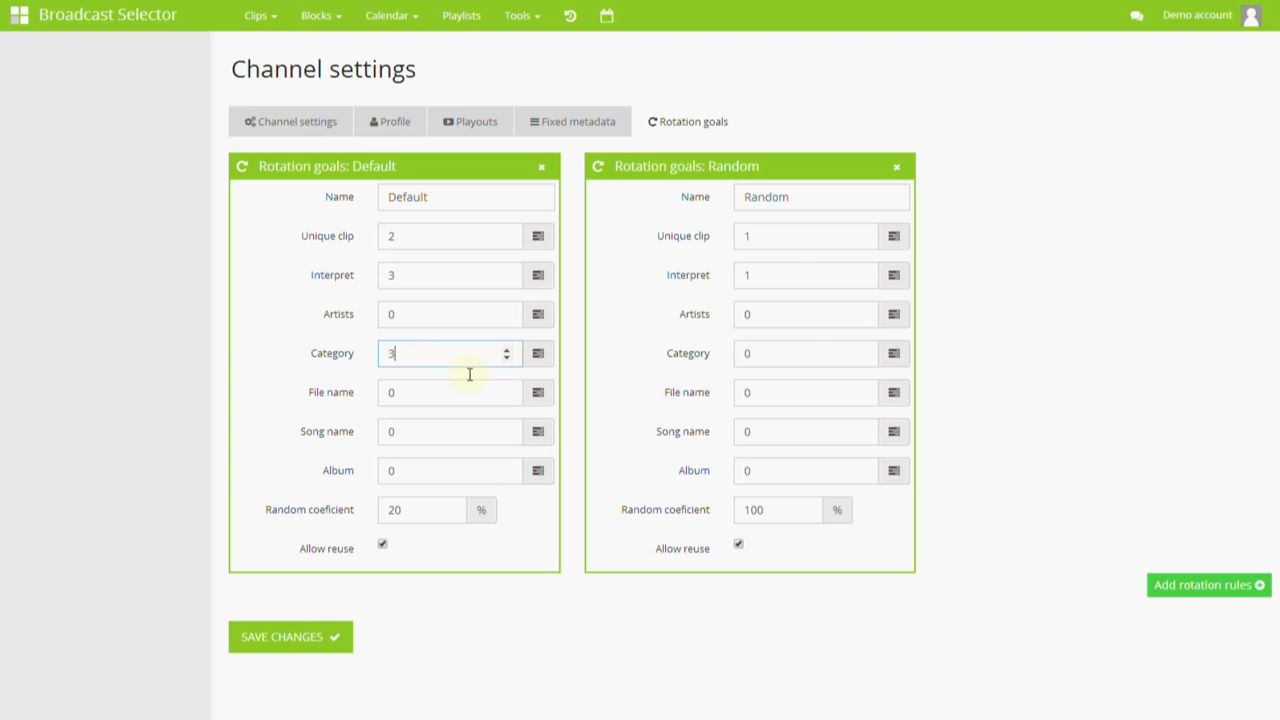 Broadcast Selector Clips Blocks Calendar Playlists Tools Demo account
Channel settings
Channel settings Profile Playouts Fixed metadata Rotation goals
Rotation goals: Default
Name Default
Unique clip 2
Interpret 3
Artists 0
Category 3
File name 0
Song name 0
Album 0
Random coeficient 20 %
Allow reuse
Rotation goals: Random
Name Random
Unique clip 1
Interpret 1
Artists 0
Category 0
File name 0
Song name 0
Album 0
Random coeficient 100 %
Allow reuse
Add rotation rules
SAVE CHANGES